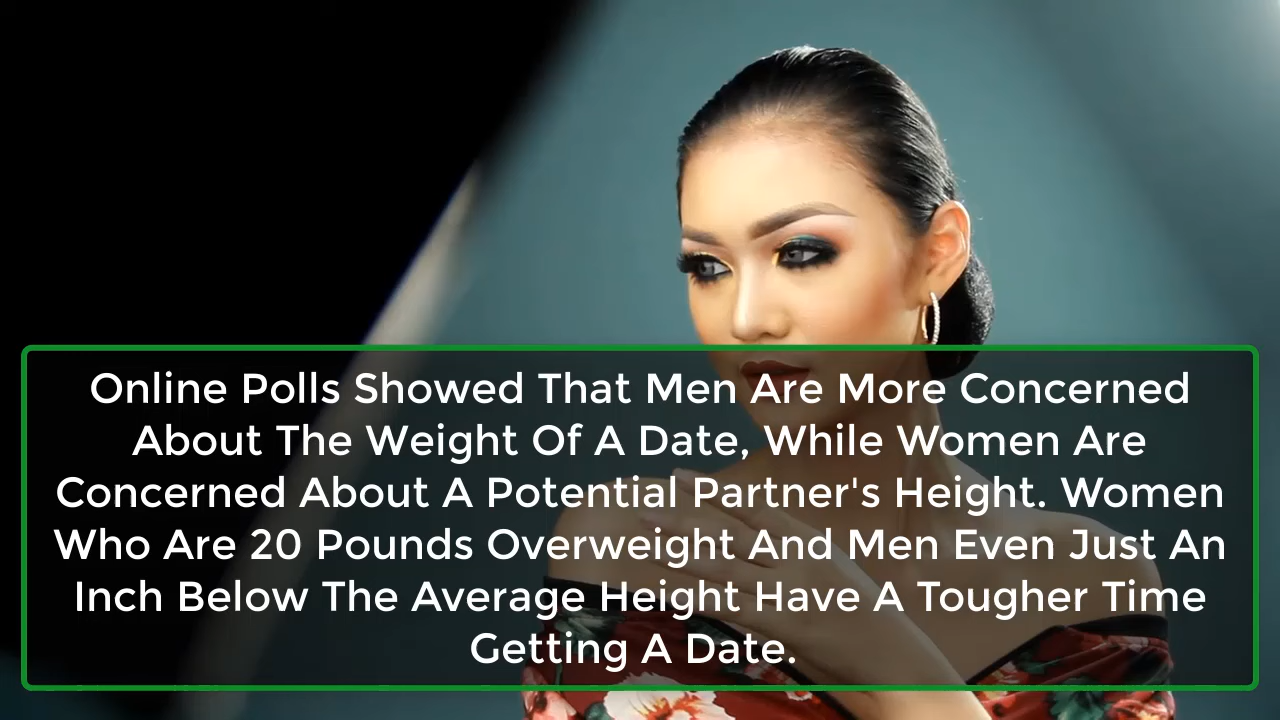 Online Polls Showed That Men Are More Concerned
About The Weight Of A Date, While Women Are
Concerned About A Potential Partner's Height. Women
Who Are 20 Pounds Overweight And Men Even Just An
Inch Below The Average Height Have A Tougher Time
Getting A Date.